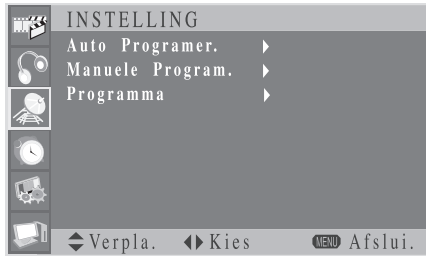 INSTELLING
Auto Programer.
Manuele Program.
Programma
Verpla. Kies MENU Afslui.